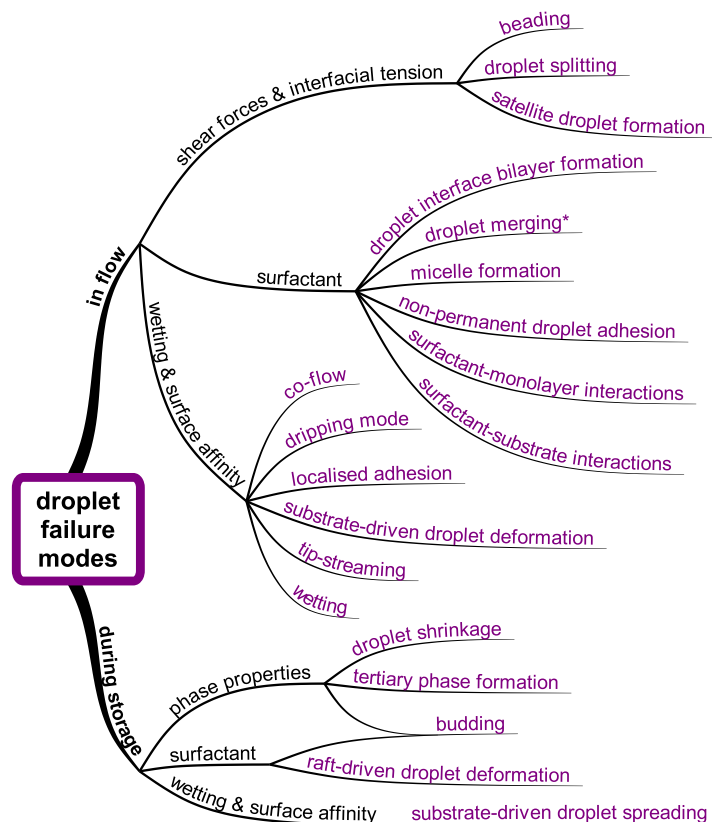 beading
droplet splitting
shear forces & interfacial tension
satellite droplet formation
droplet interface bilayer formation
droplet merging*
in flow
surfactant
micelle formation
non-permanent droplet adhesion
surfactant-monolayer interactions
surfactant-substrate interactions
wetting & surface affinity
co-flow
dripping mode
localised adhesion
substrate-driven droplet deformation
tip-streaming
wetting
droplet
failure
modes
during storage
phase properties
droplet shrinkage
tertiary phase formation
budding
surfactant
raft-driven droplet deformation
wetting & surface affinity
substrate-driven droplet spreading